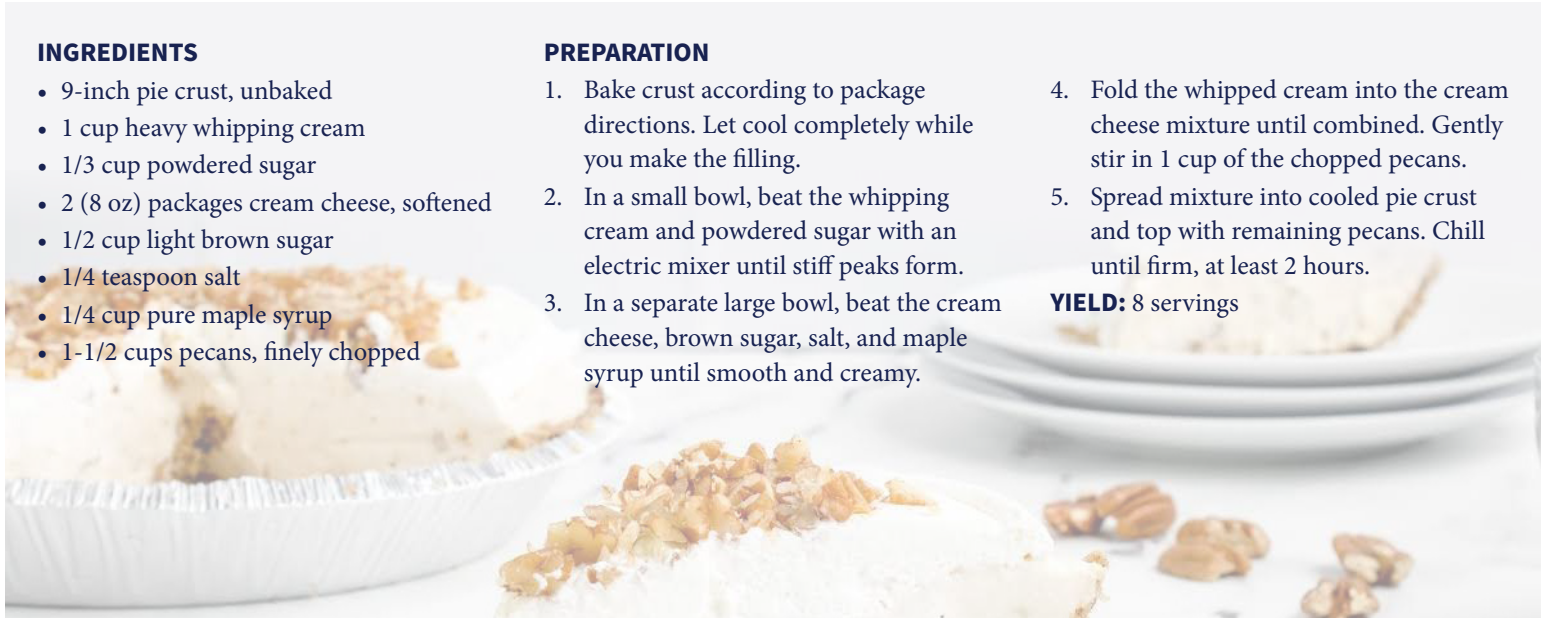 INGREDIENTS
• 9-inch pie crust, unbaked
• 1 cup heavy whipping cream
• 1/3 cup powdered sugar
• 2 (8 oz) packages cream cheese, softened
• 1/2 cup light brown sugar
• 1/4 teaspoon salt
• 1/4 cup pure maple syrup
• 1-1/2 cups pecans, finely chopped
PREPARATION
1. Bake crust according to package
directions. Let cool completely while
you make the filling.
2. In a small bowl, beat the whipping
cream and powdered sugar with an
electric mixer until stiff peaks form.
3. In a separate large bowl, beat the cream
cheese, brown sugar, salt, and maple
syrup until smooth and creamy.
4. Fold the whipped cream into the cream
cheese mixture until combined. Gently
stir in 1 cup of the chopped pecans.
5. Spread mixture into cooled pie crust
and top with remaining pecans. Chill
until firm, at least 2 hours.
YIELD: 8 servings